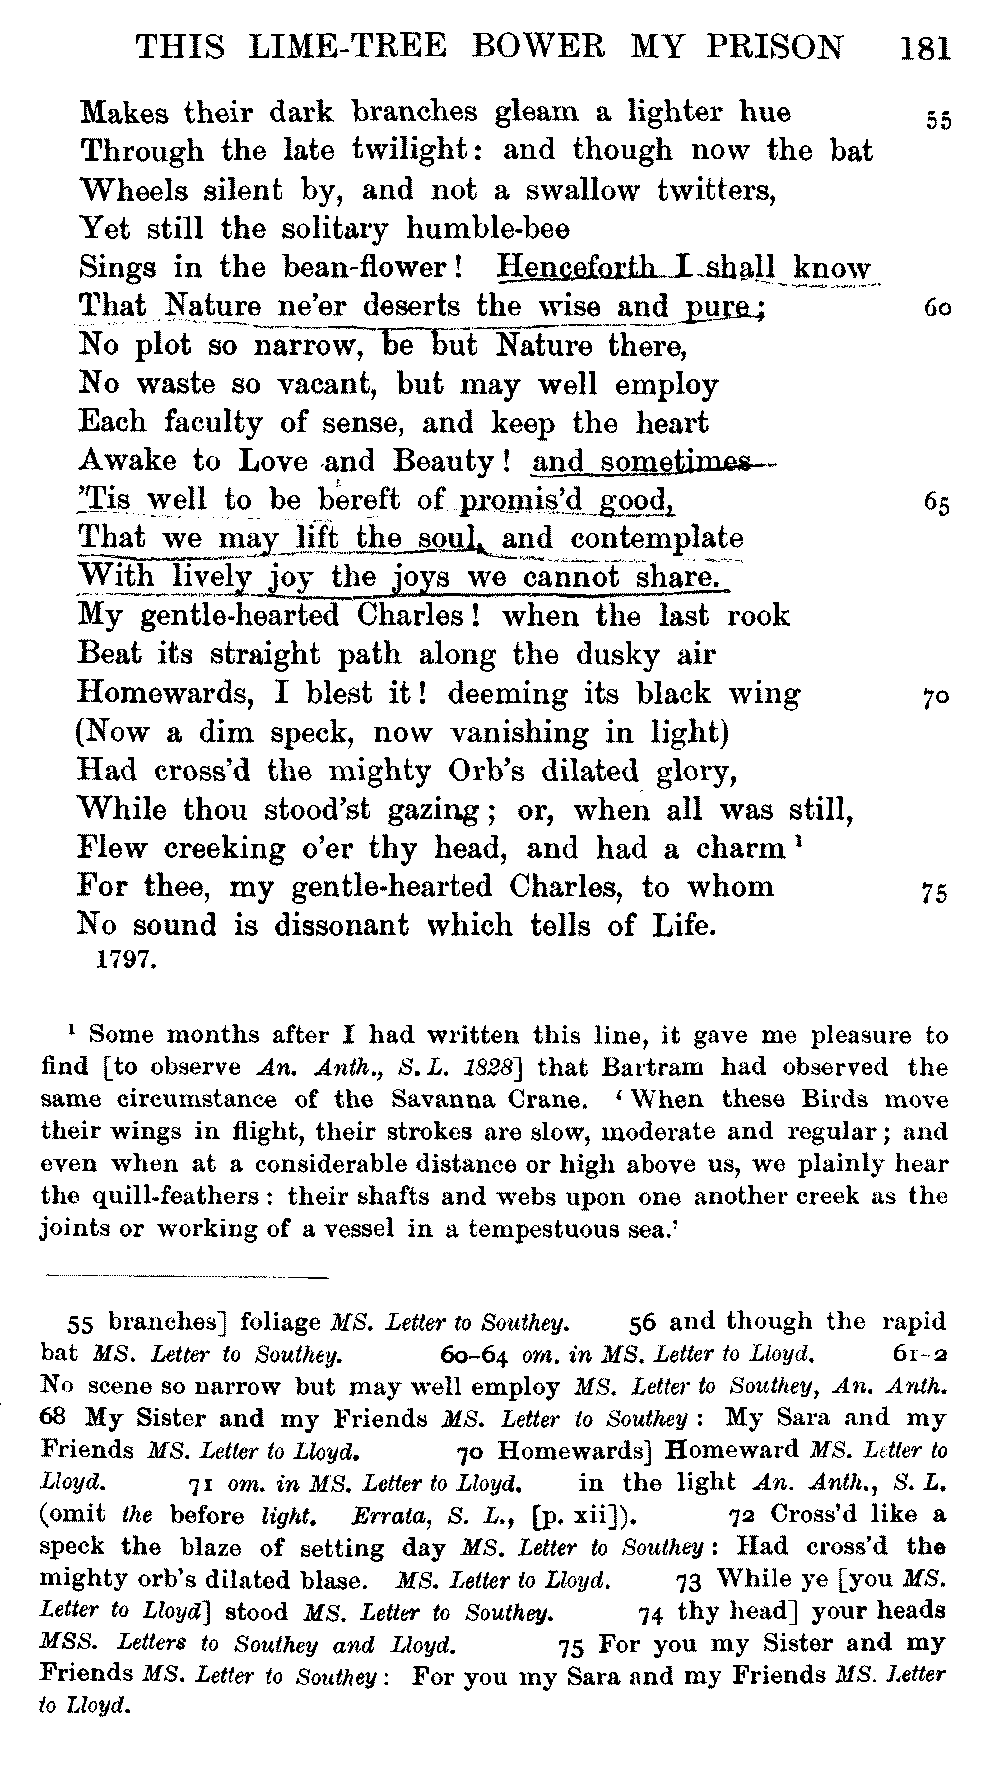 THIS LIME-TREE BOWER MY PRISON 181
Makes their dark branches gleam a lighter hue 55
Through the late twilight: and though now the bat
Wheels silent by, and not a swallow twitters,
Yet still the solitary humble-bee
Sings in the bean-flower! Henceforth I shall know
That Nature ne'er deserts the wise and pure; 60
No plot so narrow, be but Nature there,
No waste so vacant, but may well employ
Each faculty of sense, and keep the heart
Awake to Love and Beauty! and sometimes
'Tis well to be bereft of promis'd good, 65
That we may lift the soul, and contemplate
With lively joy the joys we cannot share.
My gentle-hearted Charles! when the last rook
Beat its straight path along the dusky air
Homewards, I blest it! deeming its black wing 70
(Now a dim speck, now vanishing in light)
Had cross'd the mighty Orb's dilated glory,
While thou stood'st gazing; or, when all was still,
Flew creeking o'er thy head, and had a charm ¹
For thee, my gentle-hearted Charles, to whom 75
No sound is dissonant which tells of Life.
1797.
¹ Some months after I had written this line, it gave me pleasure to
find [to observe An. Anth., S. L. 1828] that Bartram had observed the
same circumstance of the Savanna Crane. 'When these Birds move
their wings in flight, their strokes are slow, moderate and regular; and
even when at a considerable distance or high above us, we plainly hear
the quill-feathers: their shafts and webs upon one another creek as the
joints or working of a vessel in a tempestuous sea.'
55 branches] foliage MS. Letter to Southey. 56 and though the rapid
bat MS. Letter to Southey. 60-64 om. in MS. Letter to Lloyd. 61-2
No scene so narrow but may well employ MS. Letter to Southey, An. Anth.
68 My Sister and my Friends MS. Letter to Southey: My Sara and my
Friends MS. Letter to Lloyd. 70 Homewards] Homeward MS. Letter to
Lloyd. 71 om. in MS. Letter to Lloyd. in the light An. Anth., S. L.
(omit the before light. Errata, S. L., [p. xii]). 72 Cross'd like a
speck the blaze of setting day MS. Letter to Southey: Had cross'd the
mighty orb's dilated blase. MS. Letter to Lloyd. 73 While ye [you MS.
Letter to Lloyd] stood MS. Letter to Southey. 74 thy head] your heads
MSS. Letters to Southey and Lloyd. 75 For you my Sister and my
Friends MS. Letter to Southey: For you my Sara and my Friends MS. Letter
to Lloyd.